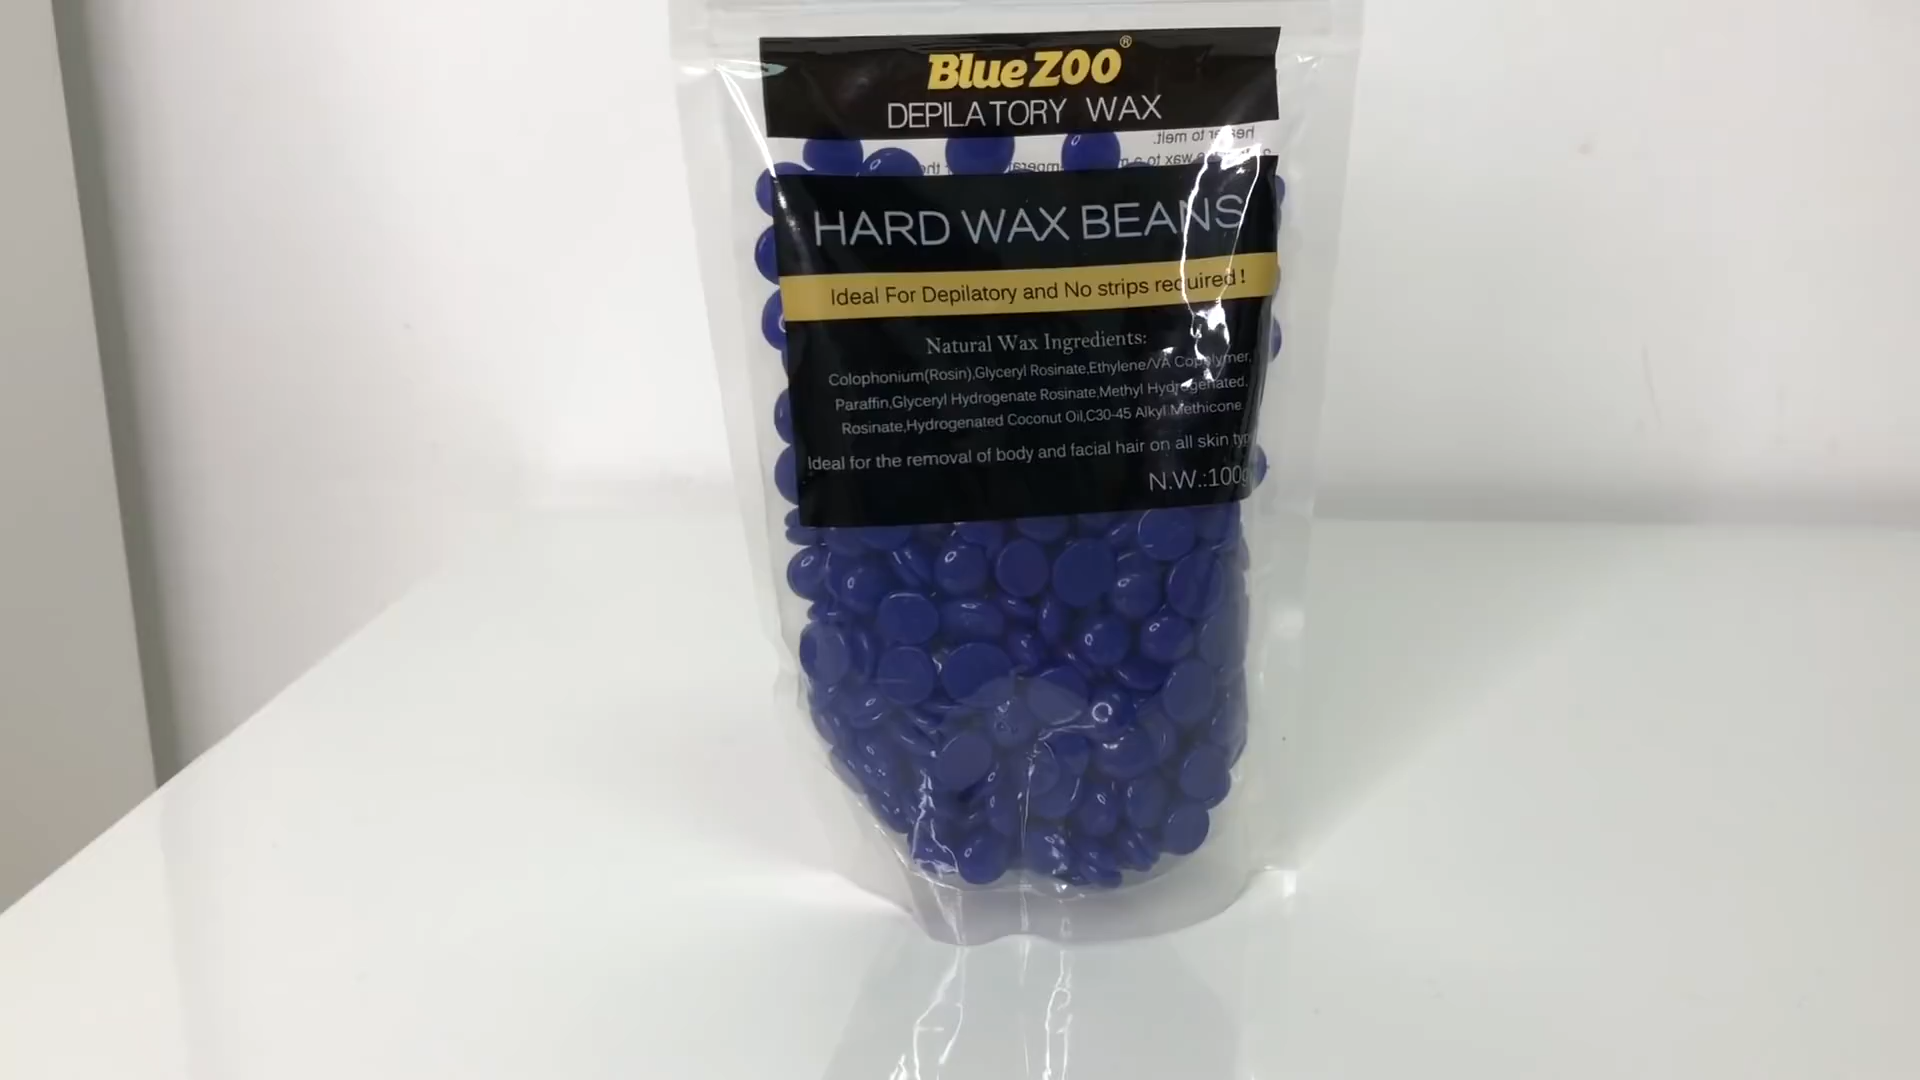 Blue ZOO®
DEPILATORY WAX
heater to melt.
HARD WAX BEANS
Ideal For Depilatory and No strips required!
Natural Wax Ingredients:
Colophonium(Rosin),Glyceryl Rosinate,Ethylene/VA Copolymer,
Paraffin,Glyceryl Hydrogenate Rosinate,Methyl Hydrogenated,
Rosinate,Hydrogenated Coconut Oil,C30-45 Alkyl Methicone
Ideal for the removal of body and facial hair on all skin typ
N.W.:100g